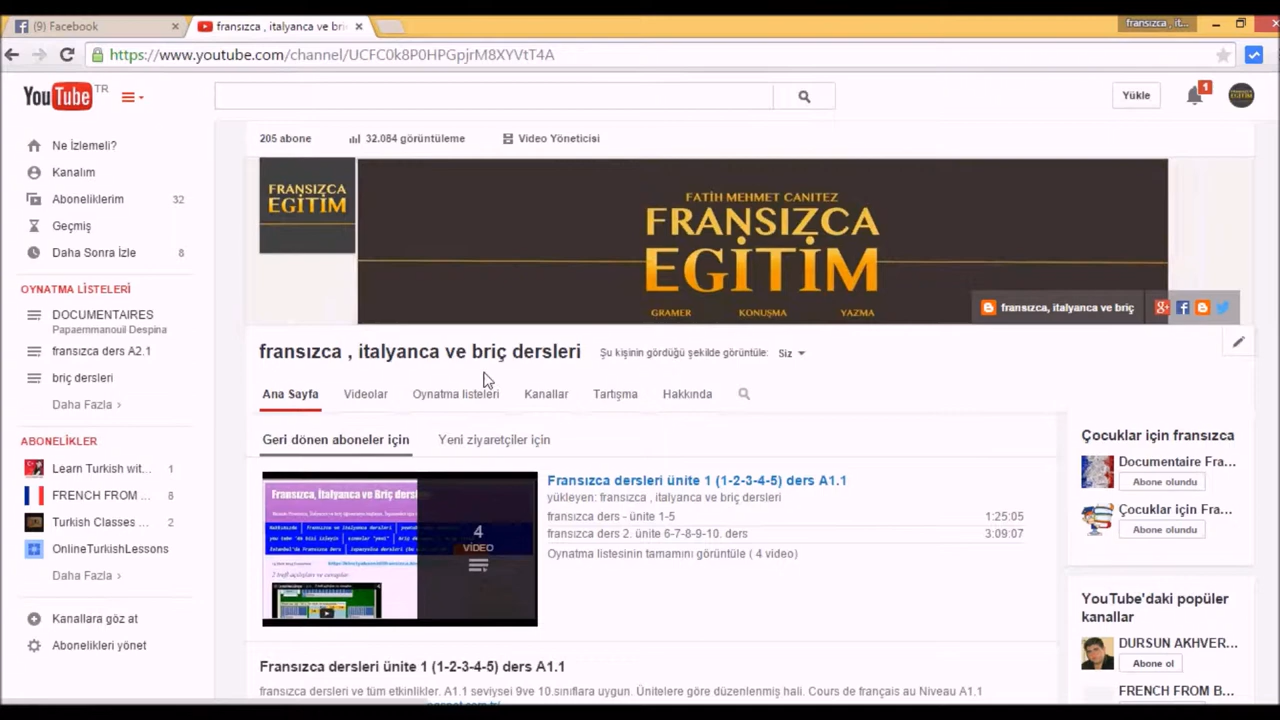 (9) Facebook
fransızca , italyanca ve bri
fransızca , it...
https://www.youtube.com/channel/UCFC0k8P0HPGpjrM8XYVtT4A
YouTube TR
Yükle
1
205 abone
32.084 görüntüleme
Video Yöneticisi
Ne İzlemeli?
Kanalım
Aboneliklerim 32
Geçmiş
Daha Sonra İzle 8
OYNATMA LİSTELERİ
DOCUMENTAIRES
Papaemmanouil Despina
fransızca ders A2.1
briç dersleri
Daha Fazla ›
ABONELİKLER
Learn Turkish wit... 1
FRENCH FROM ... 8
Turkish Classes ... 2
OnlineTurkishLessons
Daha Fazla ›
Kanallara göz at
Abonelikleri yönet
FRANSIZCA
EGİTİM
FATİH MEHMET CANITEZ
FRANSIZCA
EGİTİM
GRAMER KONUŞMA YAZMA
fransızca, italyanca ve briç
fransızca , italyanca ve briç dersleri
Şu kişinin gördüğü şekilde görüntüle: Siz
Ana Sayfa
Videolar
Oynatma listeleri
Kanallar
Tartışma
Hakkında
Geri dönen aboneler için
Yeni ziyaretçiler için
Fransızca, İtalyanca ve Briç dersl
4
VİDEO
Fransızca dersleri ünite 1 (1-2-3-4-5) ders A1.1
yükleyen: fransızca , italyanca ve briç dersleri
fransızca ders - ünite 1-5 1:25:05
fransızca ders 2. ünite 6-7-8-9-10. ders 3:09:07
Oynatma listesinin tamamını görüntüle ( 4 video)
Fransızca dersleri ünite 1 (1-2-3-4-5) ders A1.1
fransızca dersleri ve tüm etkinlikler. A1.1 seviyesi 9ve 10.sınıflara uygun. Ünitelere göre düzenlenmiş hali. Cours de français au Niveau A1.1
Çocuklar için fransızca
Documentaire Fra...
Abone olundu
Çocuklar için Fra...
Abone olundu
YouTube'daki popüler
kanallar
DURSUN AKHVER...
Abone ol
FRENCH FROM B...